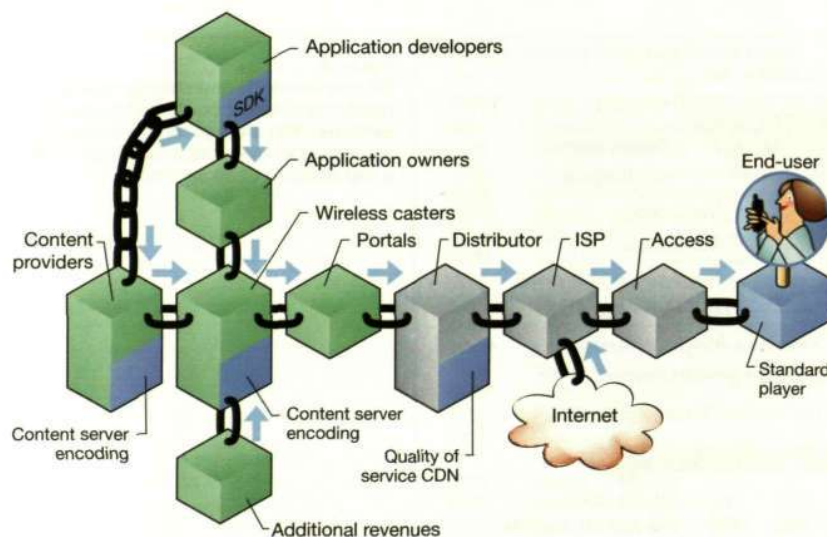 Application developers
SDK
Application owners
End-user
Wireless casters
Content
providers
Portals
Distributor
ISP
Access
Standard
player
Internet
Content server
encoding
Content server
encoding
Quality of
service CDN
Additional revenues